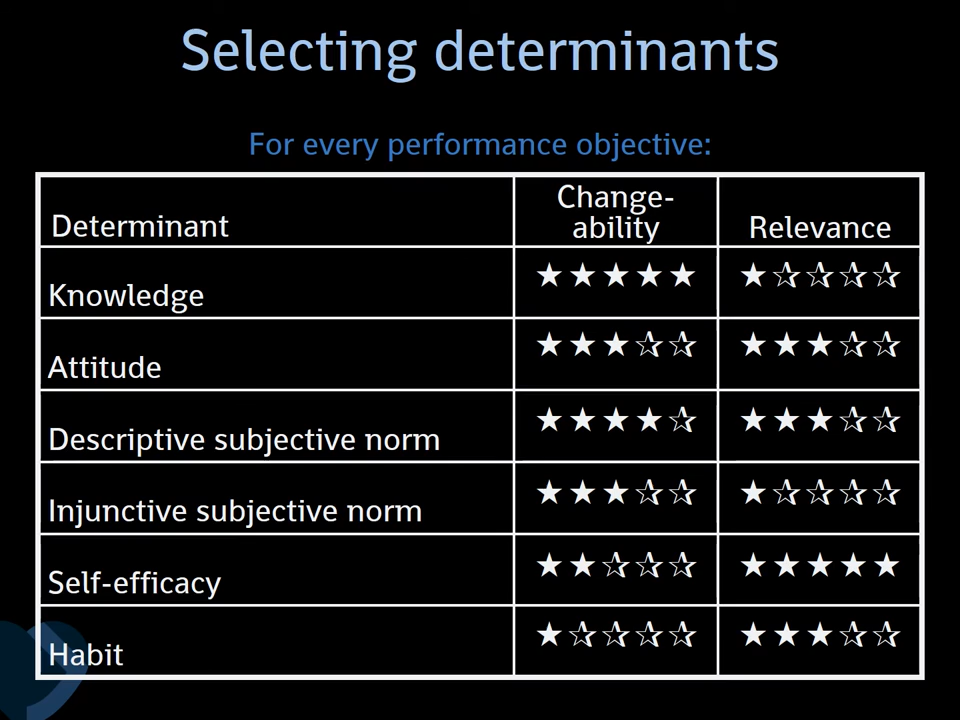 Selecting determinants
For every performance objective:
Determinant
Change-
ability
Relevance
Knowledge ★★★★★ ★✰✰✰✰
Attitude ★★★✰✰ ★★★✰✰
Descriptive subjective norm ★★★★✰ ★★★✰✰
Injunctive subjective norm ★★★✰✰ ★✰✰✰✰
Self-efficacy ★★✰✰✰ ★★★★★
Habit ★✰✰✰✰ ★★★✰✰